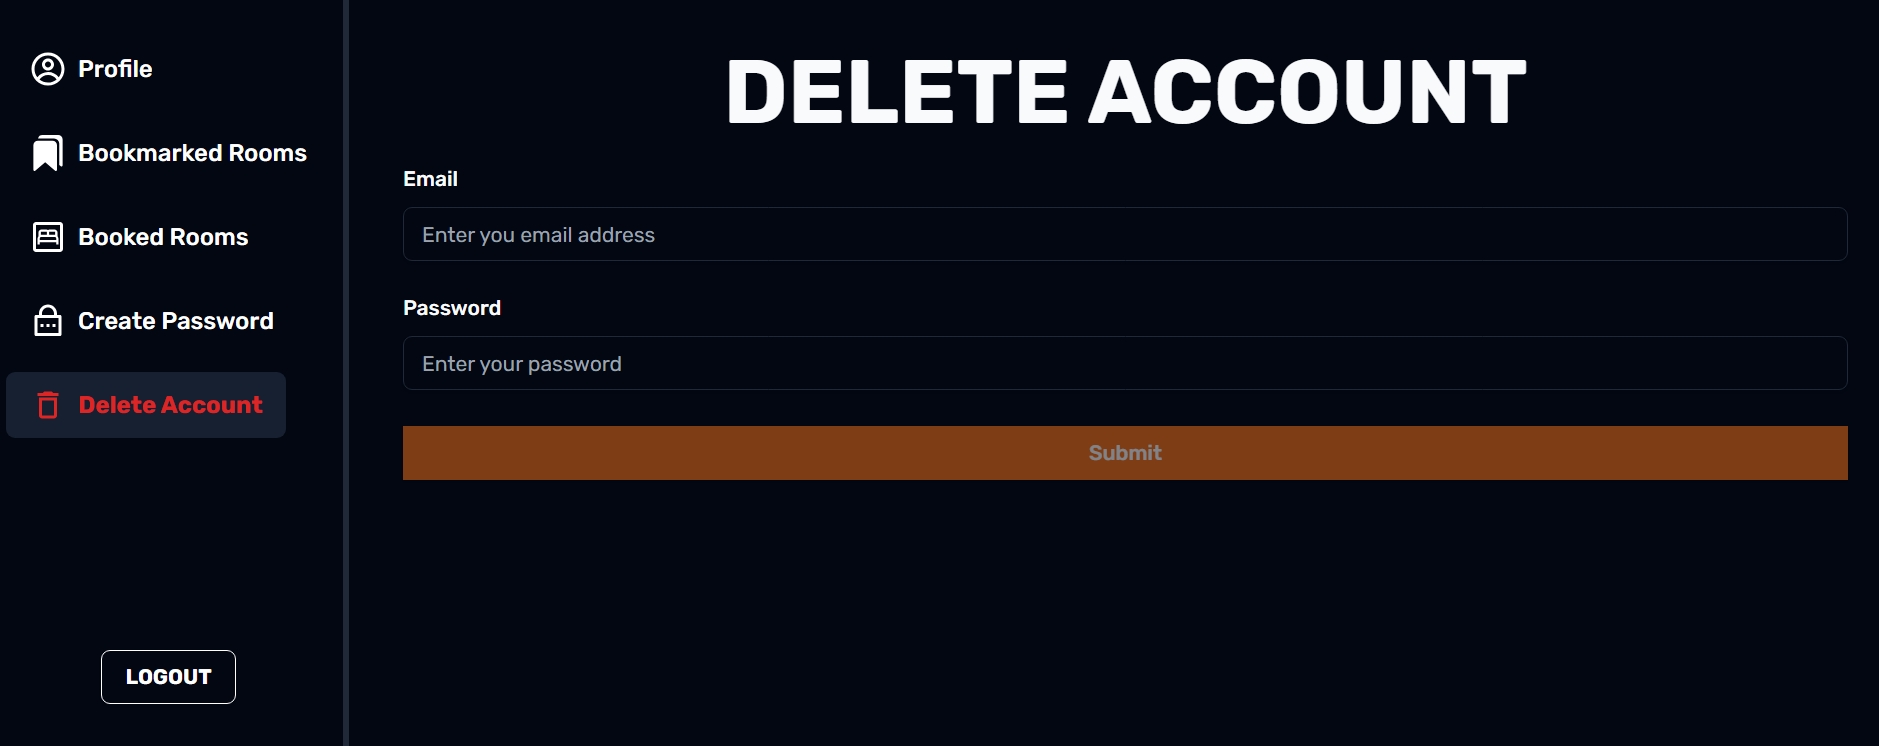 Profile
Bookmarked Rooms
Booked Rooms
Create Password
Delete Account
LOGOUT
DELETE ACCOUNT
Email
Enter you email address
Password
Enter your password
Submit